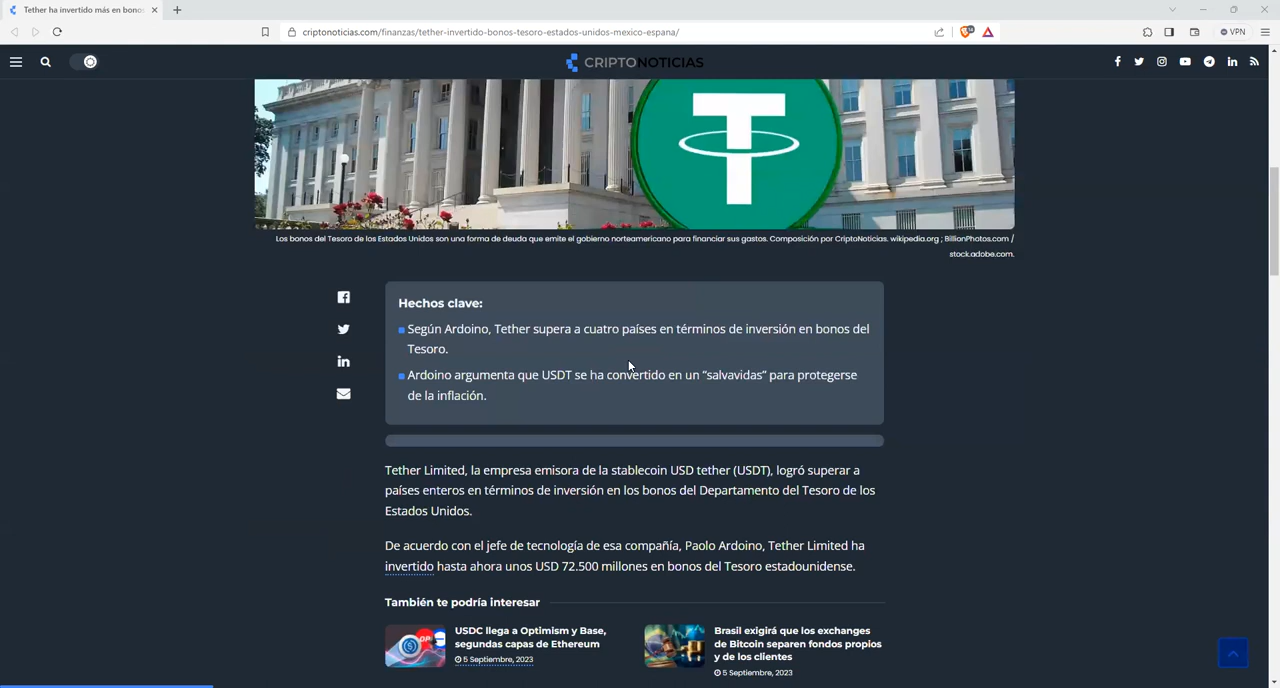 Tether ha invertido más en bonos
criptonoticias.com/finanzas/tether-invertido-bonos-tesoro-estados-unidos-mexico-espana/
VPN
CRIPTONOTICIAS
Los bonos del Tesoro de los Estados Unidos son una forma de deuda que emite el gobierno norteamericano para financiar sus gastos. Composición por CriptoNoticias. wikipedia.org ; BillionPhotos.com /
stock.adobe.com.
Hechos clave:
Según Ardoino, Tether supera a cuatro países en términos de inversión en bonos del
Tesoro.
Ardoino argumenta que USDT se ha convertido en un “salvavidas” para protegerse
de la inflación.
Tether Limited, la empresa emisora de la stablecoin USD tether (USDT), logró superar a
países enteros en términos de inversión en los bonos del Departamento del Tesoro de los
Estados Unidos.
De acuerdo con el jefe de tecnología de esa compañía, Paolo Ardoino, Tether Limited ha
invertido hasta ahora unos USD 72.500 millones en bonos del Tesoro estadounidense.
También te podría interesar
USDC llega a Optimism y Base,
segundas capas de Ethereum
5 Septiembre, 2023
Brasil exigirá que los exchanges
de Bitcoin separen fondos propios
y de los clientes
5 Septiembre, 2023